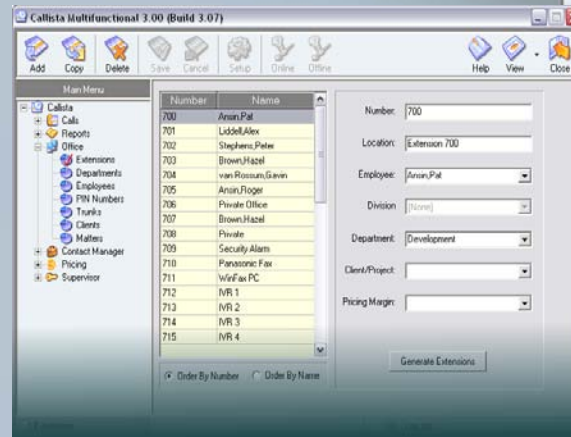 Callista Multifunctional 3.00 (Build 3.07)
Add Copy Delete Save Cancel Setup Online Offline Help View Close
Main Menu
Callista
Calls
Reports
Office
Extensions
Departments
Employees
PIN Numbers
Trunks
Clients
Matters
Contact Manager
Pricing
Supervisor
Number Name
700 Ansin,Pat
701 Liddell,Alex
702 Stephens,Peter
703 Brown,Hazel
704 van Rossum,Gavin
705 Ansin,Roger
706 Private Office
707 Brown,Hazel
708 Private
709 Security Alarm
710 Panasonic Fax
711 WinFax PC
712 IVR 1
713 IVR 2
714 IVR 3
715 IVR 4
Order By Number Order By Name
Number: 700
Location: Extension 700
Employee: Ansin,Pat
Division (None)
Department: Development
Client/Project:
Pricing Margin:
Generate Extensions